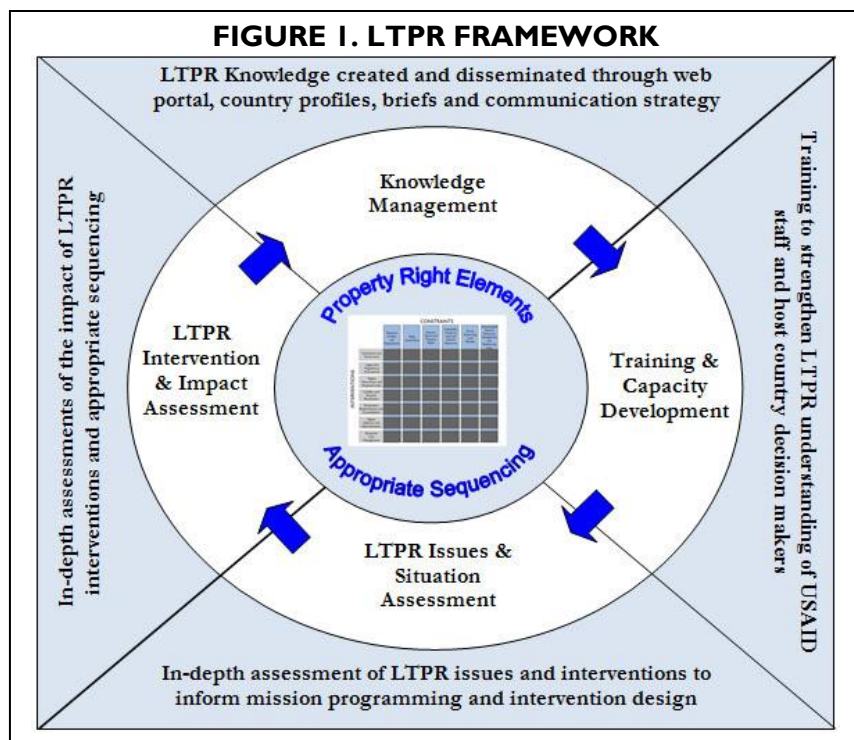 FIGURE 1. LTPR FRAMEWORK
LTPR Knowledge created and disseminated through web
portal, country profiles, briefs and communication strategy
Knowledge
Management
Training to strengthen LTPR understanding of USAID
staff and host country decision makers
Training &
Capacity
Development
In-depth assessments of the impact of LTPR
interventions and appropriate sequencing
LTPR
Intervention
& Impact
Assessment
Property Right Elements
CONSTRAINTS
INTERVENTIONS
Appropriate Sequencing
LTPR Issues &
Situation
Assessment
In-depth assessment of LTPR issues and interventions to
inform mission programming and intervention design